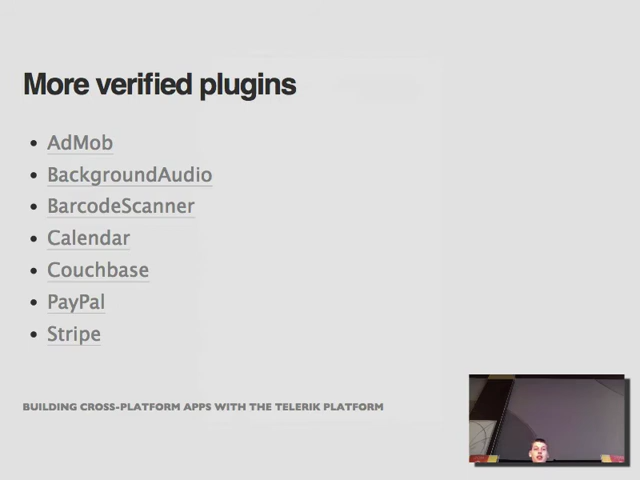 More verified plugins
• AdMob
• BackgroundAudio
• BarcodeScanner
• Calendar
• Couchbase
• PayPal
• Stripe
BUILDING CROSS-PLATFORM APPS WITH THE TELERIK PLATFORM